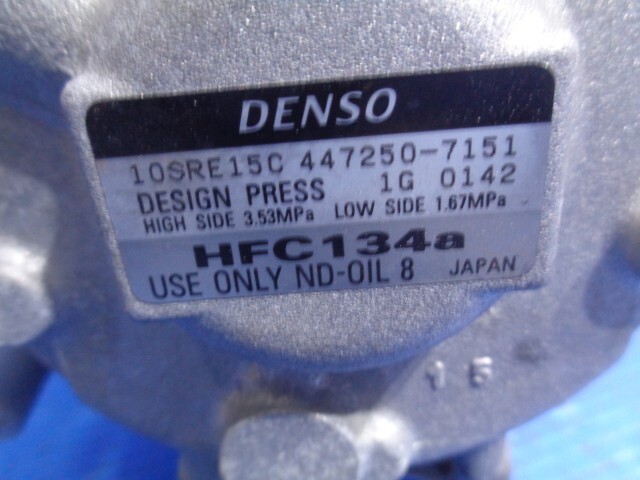 DENSO
10SRE15C 447250-7151
DESIGN PRESS 1G 0142
HIGH SIDE 3.53MPa LOW SIDE 1.67MPa
HFC134a
USE ONLY ND-OIL 8 JAPAN
15